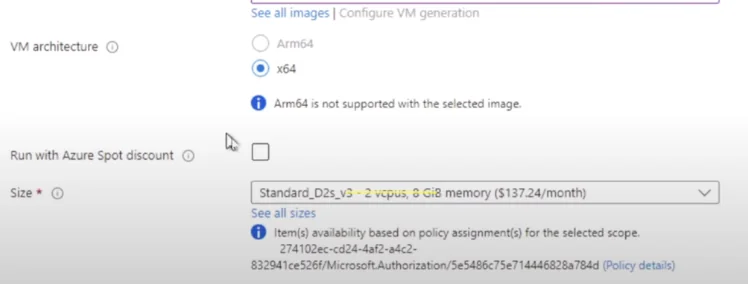 See all images | Configure VM generation
VM architecture
Arm64
x64
Arm64 is not supported with the selected image.
Run with Azure Spot discount
Size *
Standard_D2s_v3 - 2 vcpus, 8 GiB memory ($137.24/month)
See all sizes
Item(s) availability based on policy assignment(s) for the selected scope.
274102ec-cd24-4af2-a4c2-
832941ce526f/Microsoft.Authorization/5e5486c75e714446828a784d (Policy details)